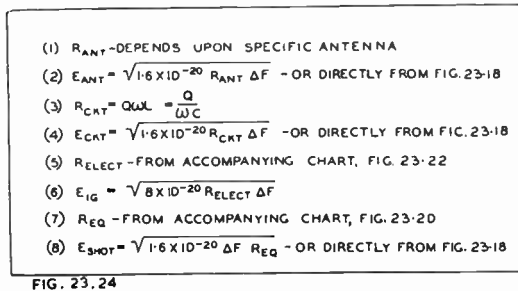 (1) RANT-DEPENDS UPON SPECIFIC ANTENNA
(2) EANT = √1·6 X 10⁻²⁰ RANT ΔF - OR DIRECTLY FROM FIG. 23-18
(3) RCKT = QωL = Q/ωC
(4) ECKT = √1·6 X 10⁻²⁰ RCKT ΔF - OR DIRECTLY FROM FIC. 23-18
(5) RELECT - FROM ACCOMPANYING CHART, FIG. 23-22
(6) EIG = √8 X 10⁻²⁰ RELECT ΔF
(7) REQ - FROM ACCOMPANYING CHART, FIG. 23-20
(8) ESHOT = √1·6 X 10⁻²⁰ ΔF REQ - OR DIRECTLY FROM FIG. 23-18
FIG. 23.24